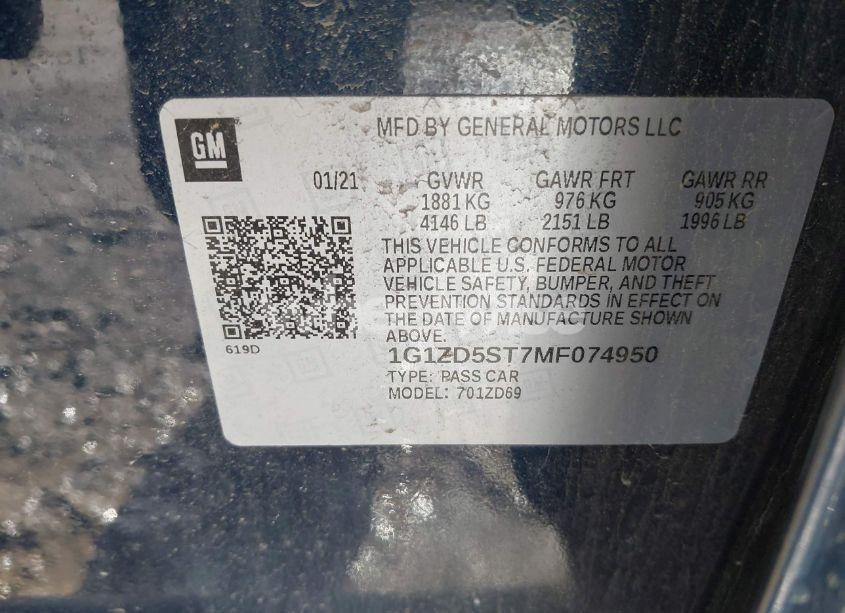 GM
MFD BY GENERAL MOTORS LLC
01/21 GVWR GAWR FRT GAWR RR
1881 KG 976 KG 905 KG
4146 LB 2151 LB 1996 LB
THIS VEHICLE CONFORMS TO ALL
APPLICABLE U.S. FEDERAL MOTOR
VEHICLE SAFETY, BUMPER, AND THEFT
PREVENTION STANDARDS IN EFFECT ON
THE DATE OF MANUFACTURE SHOWN
ABOVE.
619D
1G1ZD5ST7MF074950
TYPE: PASS CAR
MODEL: 701ZD69